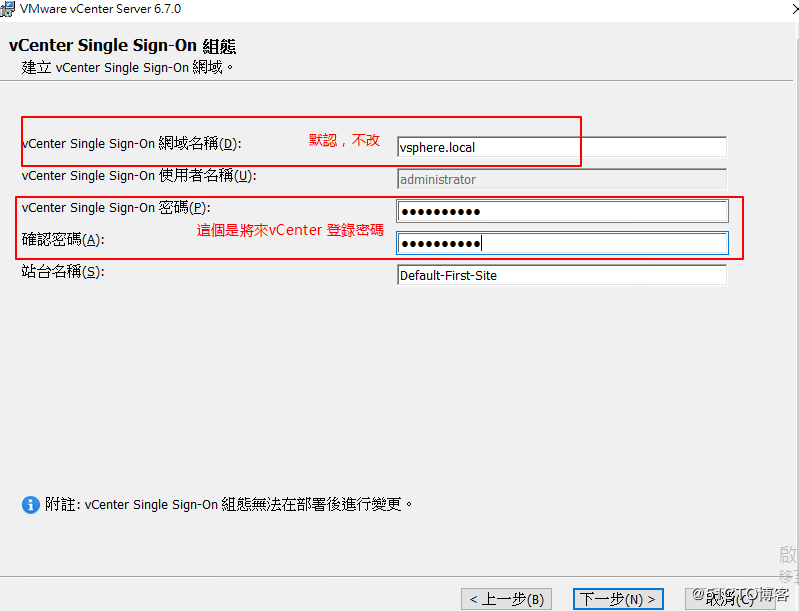 VMware vCenter Server 6.7.0
vCenter Single Sign-On 組態
建立 vCenter Single Sign-On 網域。
vCenter Single Sign-On 網域名稱(D): 默認，不改 vsphere.local
vCenter Single Sign-On 使用者名稱(U): administrator
vCenter Single Sign-On 密碼(P): ●●●●●●●●●●
這個是將來vCenter 登錄密碼
確認密碼(A): ●●●●●●●●●●
站台名稱(S): Default-First-Site
附註: vCenter Single Sign-On 組態無法在部署後進行變更。
啟
移至
< 上一步(B) 下一步(N) > 取消(C)
@51CTO博客